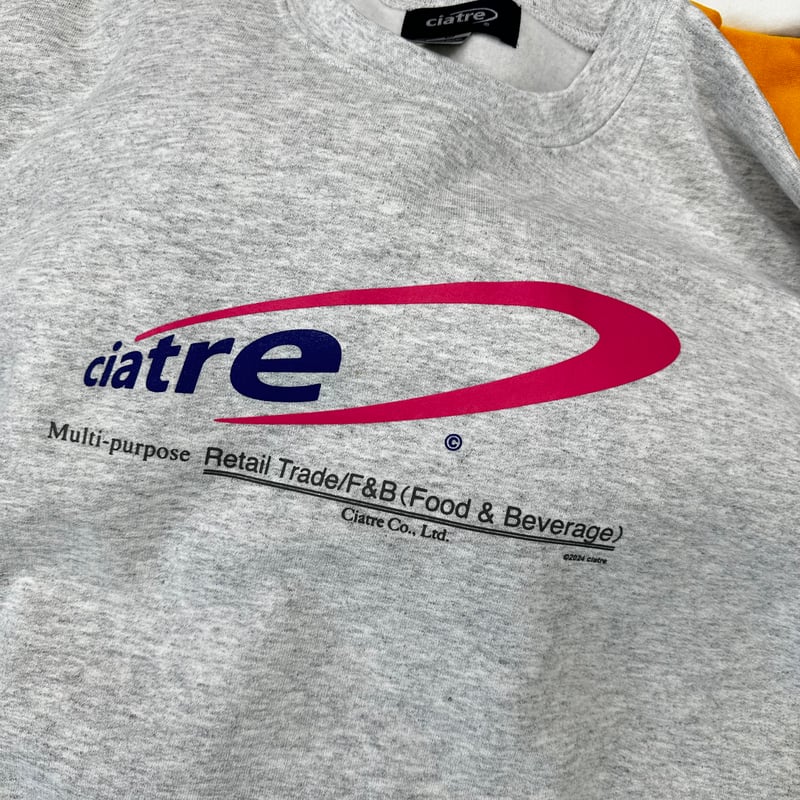 ciatre
ciatre
©
Multi-purpose Retail Trade/F&B(Food & Beverage)
Ciatre Co., Ltd.
©2024 ciatre